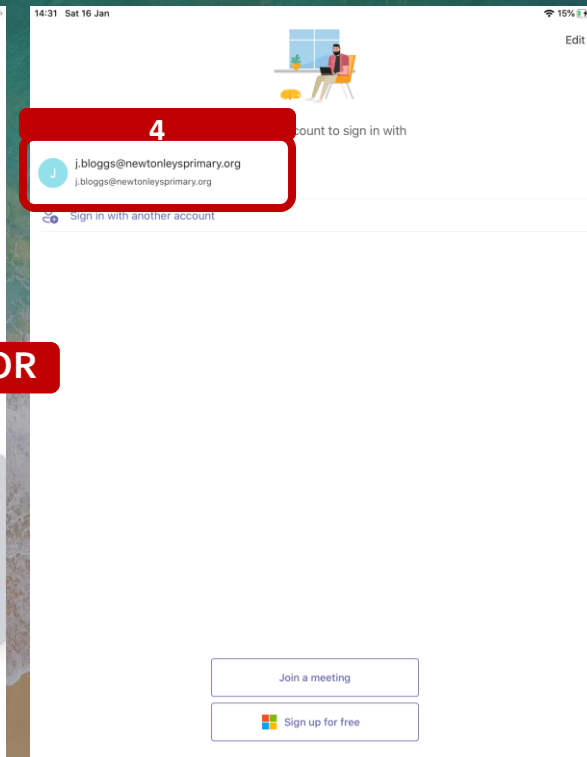 14:31 Sat 16 Jan
15%
Edit
4
count to sign in with
J
j.bloggs@newtonleysprimary.org
j.bloggs@newtonleysprimary.org
Sign in with another account
OR
Join a meeting
Sign up for free